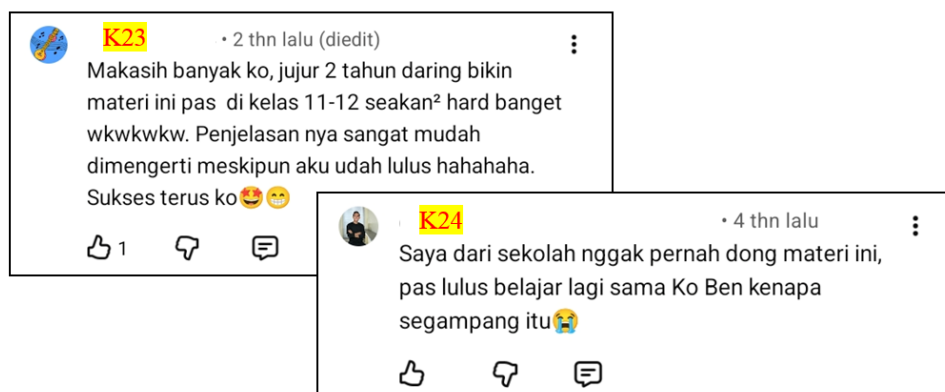 K23 • 2 thn lalu (diedit)
Makasih banyak ko, jujur 2 tahun daring bikin
materi ini pas di kelas 11-12 seakan² hard banget
wkwkwkw. Penjelasan nya sangat mudah
dimengerti meskipun aku udah lulus hahahaha.
Sukses terus ko🤩😁
1
K24 • 4 thn lalu
Saya dari sekolah nggak pernah dong materi ini,
pas lulus belajar lagi sama Ko Ben kenapa
segampang itu😭